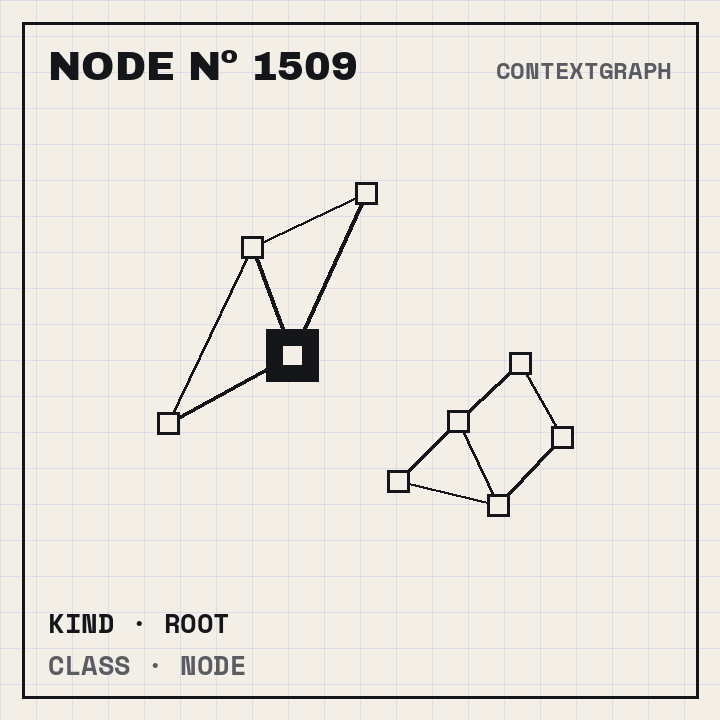 NODE Nº 1509
CONTEXTGRAPH
KIND · ROOT
CLASS · NODE